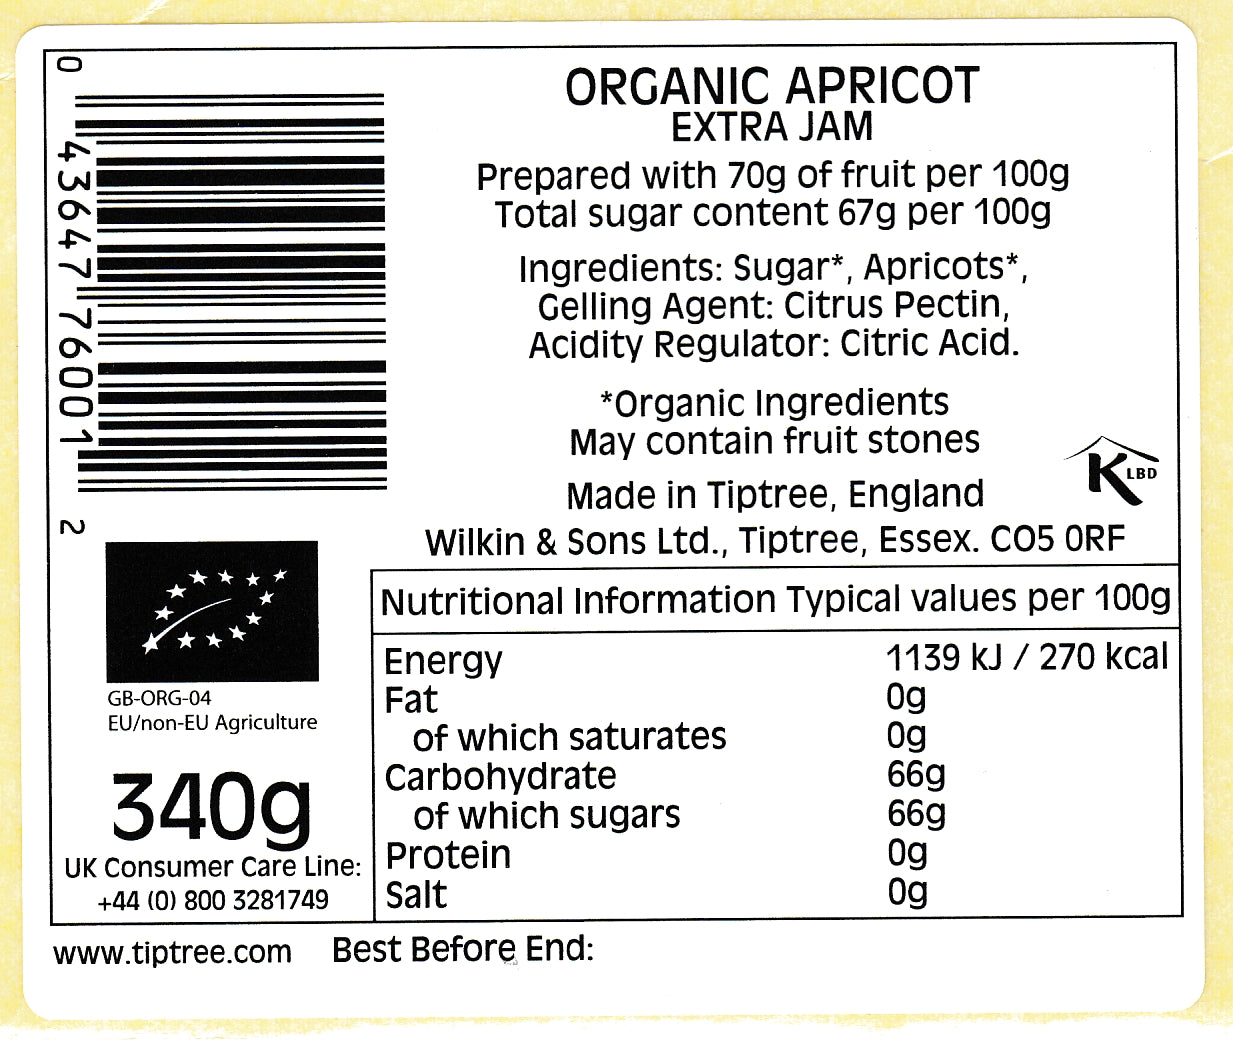 ORGANIC APRICOT
EXTRA JAM
Prepared with 70g of fruit per 100g
Total sugar content 67g per 100g
Ingredients: Sugar*, Apricots*,
Gelling Agent: Citrus Pectin,
Acidity Regulator: Citric Acid.
*Organic Ingredients
May contain fruit stones
Made in Tiptree, England
Wilkin & Sons Ltd., Tiptree, Essex. CO5 0RF
K LBD
0 43647 76001 2
GB-ORG-04
EU/non-EU Agriculture
340g
UK Consumer Care Line:
+44 (0) 800 3281749
Nutritional Information Typical values per 100g
Energy 1139 kJ / 270 kcal
Fat 0g
of which saturates 0g
Carbohydrate 66g
of which sugars 66g
Protein 0g
Salt 0g
www.tiptree.com Best Before End: